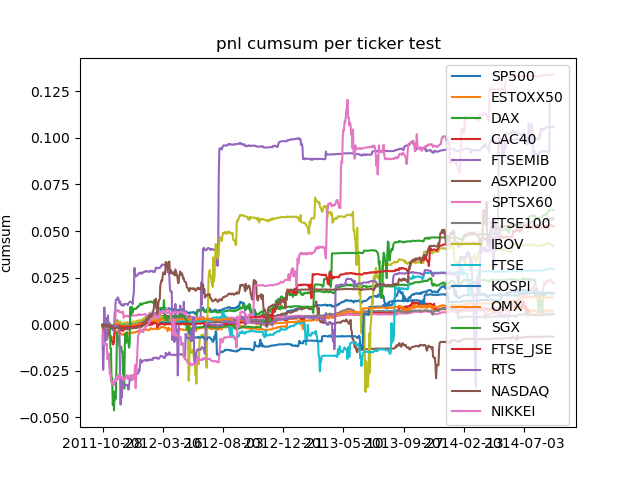 pnl cumsum per ticker test
cumsum
0.125
0.100
0.075
0.050
0.025
0.000
−0.025
−0.050
2011-10-28
2012-03-16
2012-08-03
2012-12-21
2013-05-10
2013-09-27
2014-02-13
2014-07-03
SP500
ESTOXX50
DAX
CAC40
FTSEMIB
ASXPI200
SPTSX60
FTSE100
IBOV
FTSE
KOSPI
OMX
SGX
FTSE_JSE
RTS
NASDAQ
NIKKEI